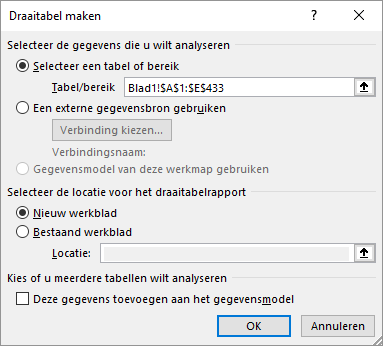 Draaitabel maken
Selecteer de gegevens die u wilt analyseren
Selecteer een tabel of bereik
Tabel/bereik Blad1!$A$1:$E$433
Een externe gegevensbron gebruiken
Verbinding kiezen...
Verbindingsnaam:
Gegevensmodel van deze werkmap gebruiken
Selecteer de locatie voor het draaitabelrapport
Nieuw werkblad
Bestaand werkblad
Locatie:
Kies of u meerdere tabellen wilt analyseren
Deze gegevens toevoegen aan het gegevensmodel
OK Annuleren